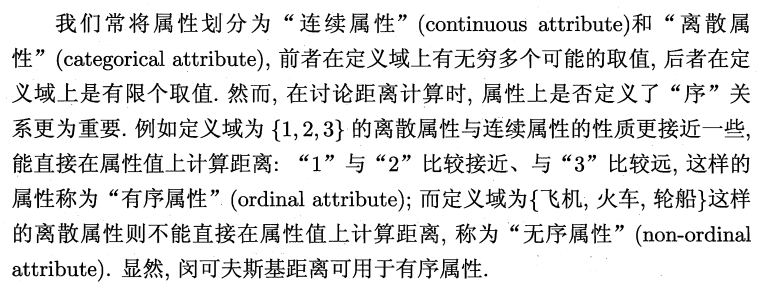 我们常将属性划分为“连续属性”(continuous attribute)和“离散属
性”(categorical attribute), 前者在定义域上有无穷多个可能的取值, 后者在定
义域上是有限个取值. 然而, 在讨论距离计算时, 属性上是否定义了“序”关
系更为重要. 例如定义域为 {1,2,3} 的离散属性与连续属性的性质更接近一些,
能直接在属性值上计算距离: “1”与“2”比较接近、与“3”比较远, 这样的
属性称为“有序属性”(ordinal attribute); 而定义域为{飞机, 火车, 轮船}这样
的离散属性则不能直接在属性值上计算距离, 称为“无序属性”(non-ordinal
attribute). 显然, 闵可夫斯基距离可用于有序属性.